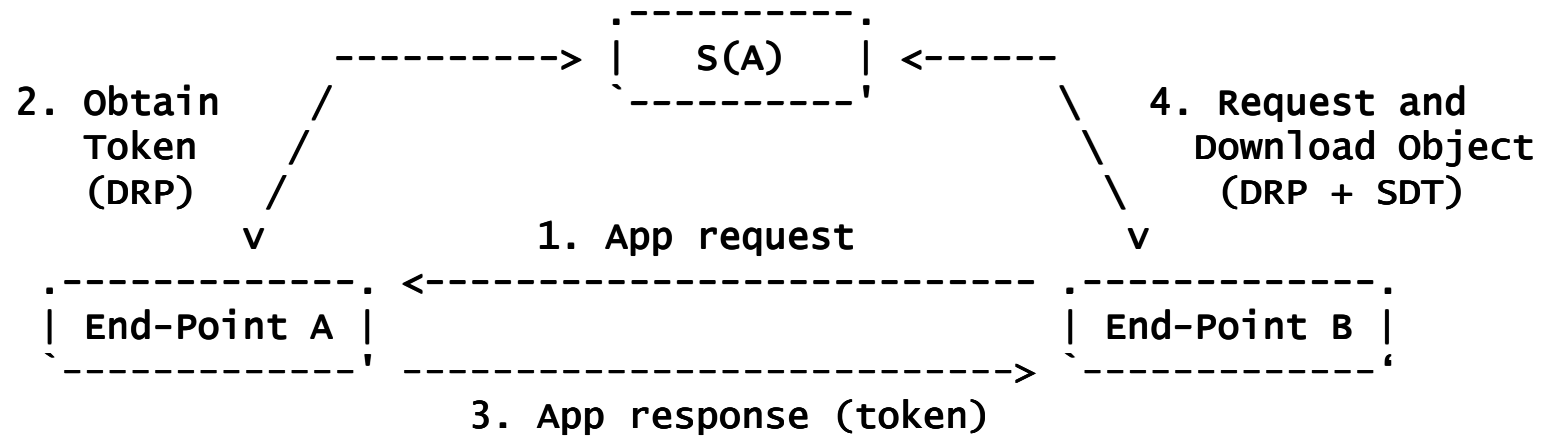 .----------.
----------> |   S(A)   | <------
2. Obtain    /    `----------'    \   4. Request and
Token    /    \    Download Object
(DRP)   /    \    (DRP + SDT)
v    1. App request    v
.-------------. <--------------------------- .-------------.
| End-Point A |    | End-Point B |
`-------------' ---------------------------> `-------------‘
3. App response (token)